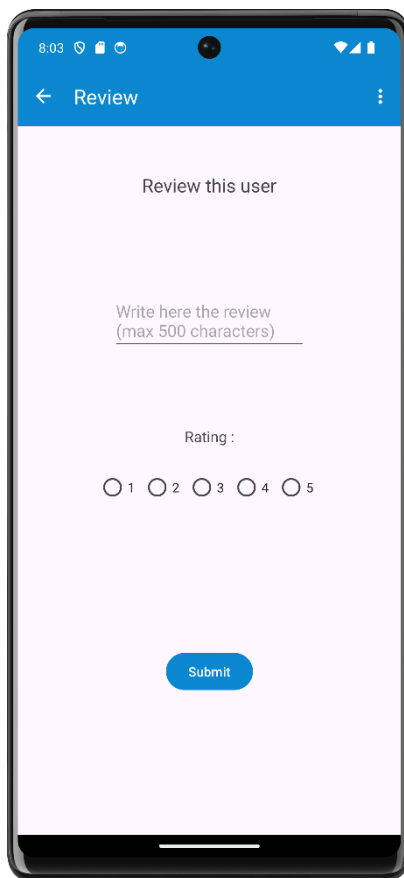 8:03
Review
Review this user
Write here the review
(max 500 characters)
Rating :
1 2 3 4 5
Submit